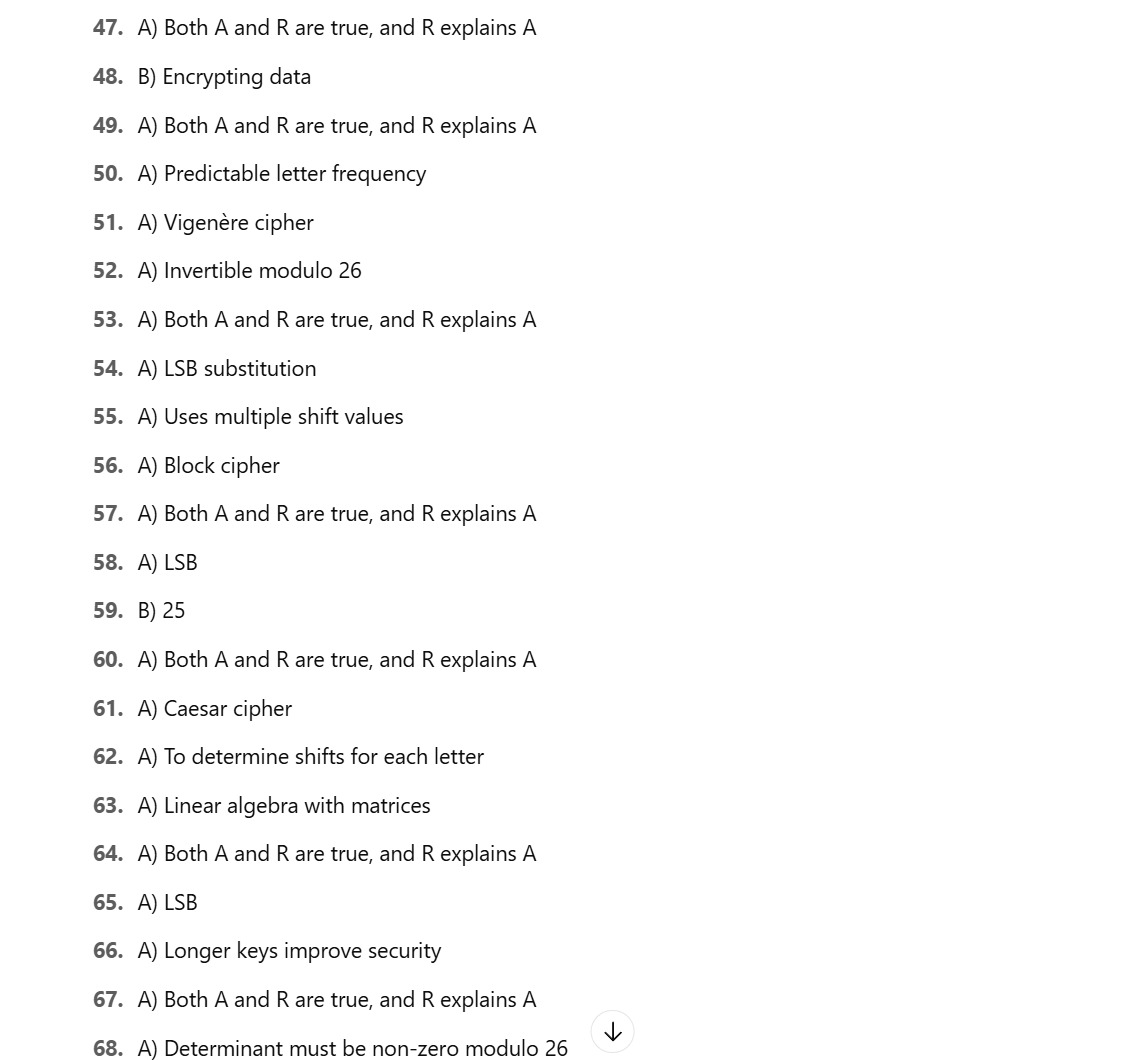 47. A) Both A and R are true, and R explains A
48. B) Encrypting data
49. A) Both A and R are true, and R explains A
50. A) Predictable letter frequency
51. A) Vigenère cipher
52. A) Invertible modulo 26
53. A) Both A and R are true, and R explains A
54. A) LSB substitution
55. A) Uses multiple shift values
56. A) Block cipher
57. A) Both A and R are true, and R explains A
58. A) LSB
59. B) 25
60. A) Both A and R are true, and R explains A
61. A) Caesar cipher
62. A) To determine shifts for each letter
63. A) Linear algebra with matrices
64. A) Both A and R are true, and R explains A
65. A) LSB
66. A) Longer keys improve security
67. A) Both A and R are true, and R explains A
68. A) Determinant must be non-zero modulo 26